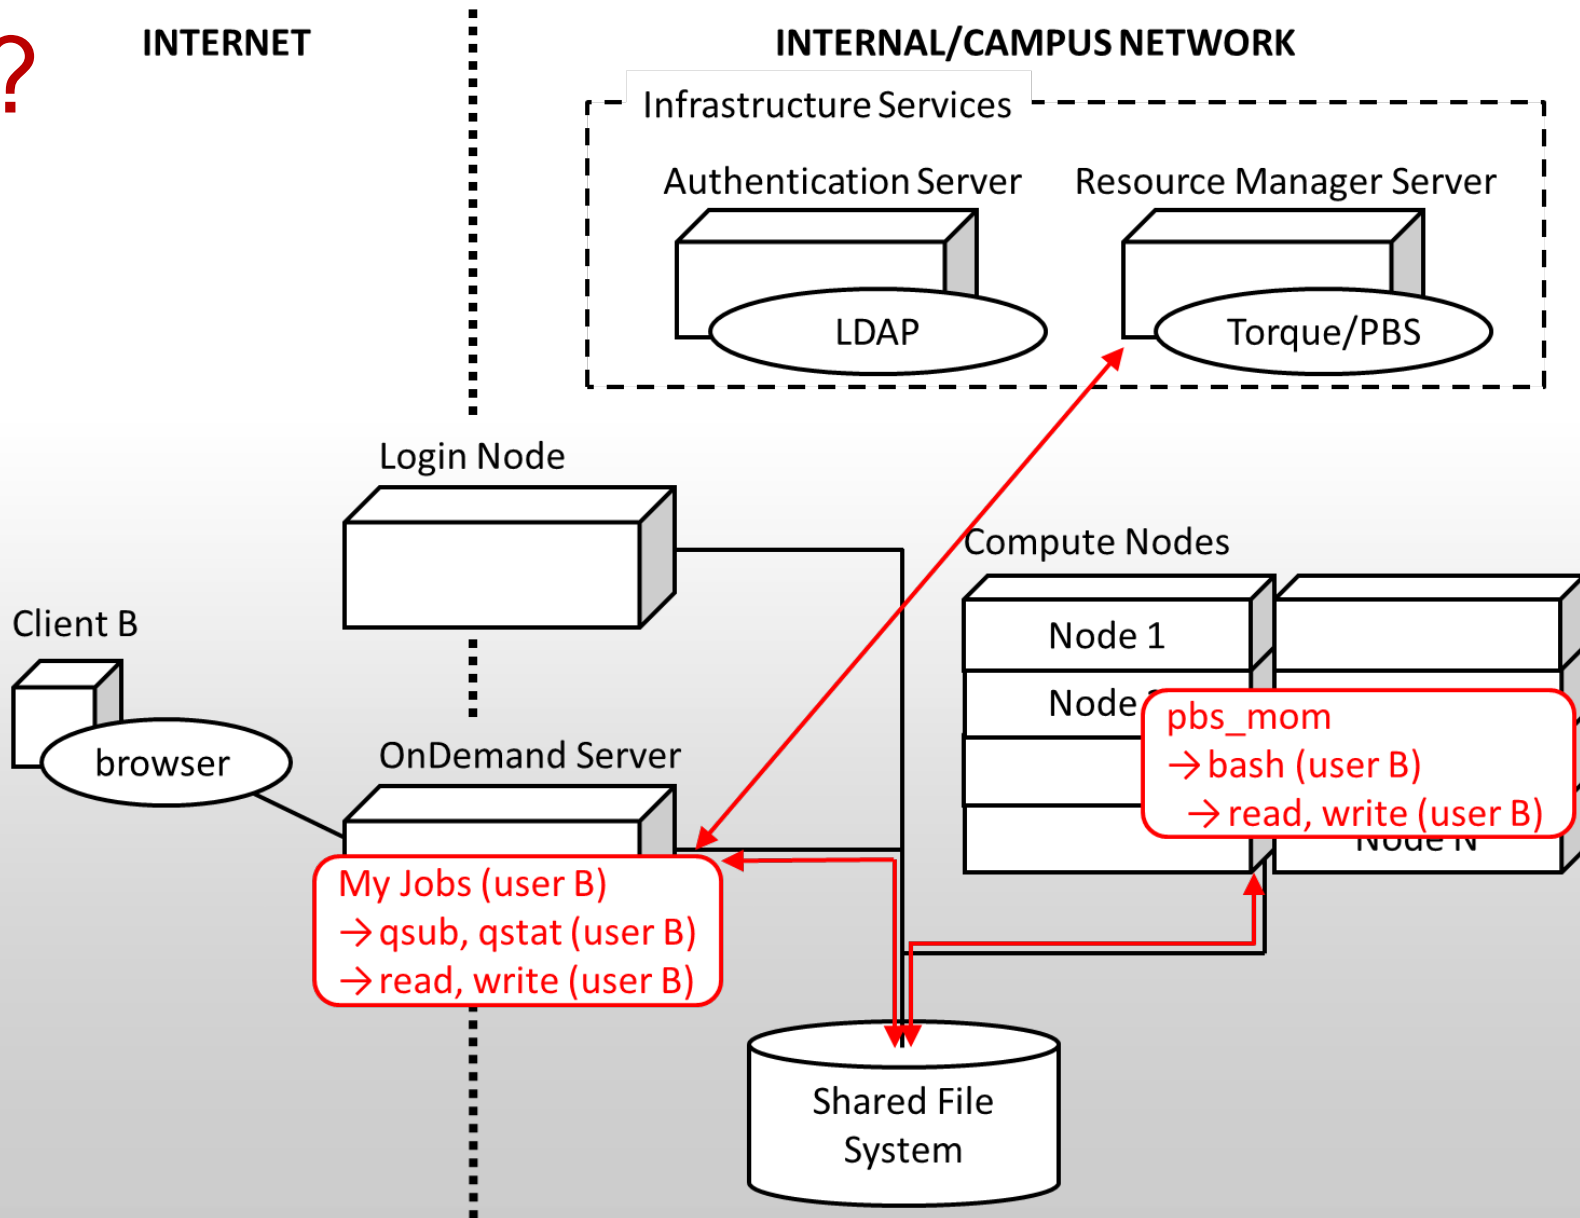 ?
INTERNET
INTERNAL/CAMPUS NETWORK
Infrastructure Services
Authentication Server
Resource Manager Server
LDAP
Torque/PBS
Login Node
Compute Nodes
Client B
Node 1
Node
pbs_mom
→ bash (user B)
→ read, write (user B)
Node N
browser
OnDemand Server
My Jobs (user B)
→ qsub, qstat (user B)
→ read, write (user B)
Shared File
System